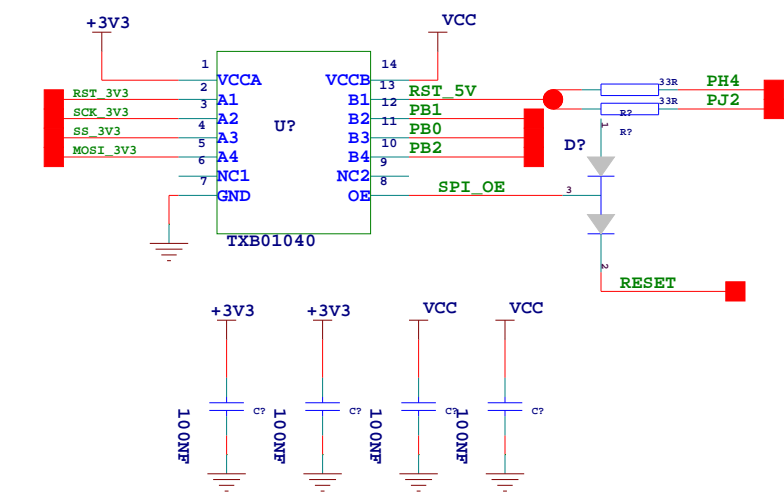 +3V3
VCC
1
14
VCCA
VCCB
2
13
RST_3V3
A1
B1
RST_5V
33R
PH4
3
12
SCK_3V3
A2
B2
PB1
33R
PJ2
R?
4
11
SS_3V3
U?
A3
B3
PB0
R?
5
10
MOSI_3V3
A4
B4
PB2
D?
1
6
9
NC1
NC2
7
8
GND
OE
SPI_OE
3
TXB01040
2
RESET
+3V3
+3V3
VCC
VCC
C?
C?
C?
C?
100NF
100NF
100NF
100NF